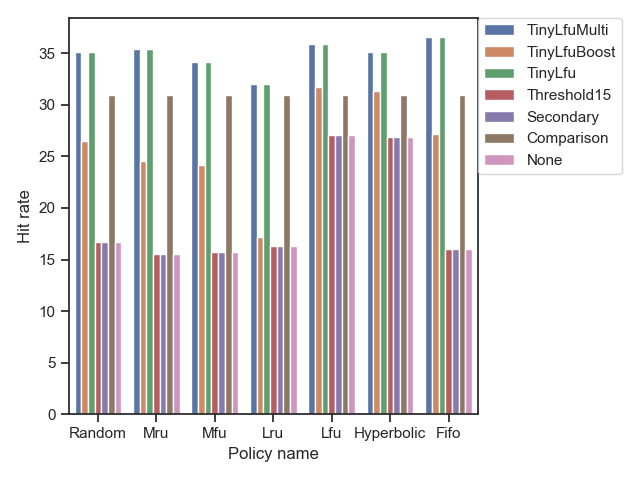 TinyLfuMulti
TinyLfuBoost
TinyLfu
Threshold15
Secondary
Comparison
None
Hit rate
35
30
25
20
15
10
5
0
Random Mru Mfu Lru Lfu Hyperbolic Fifo
Policy name